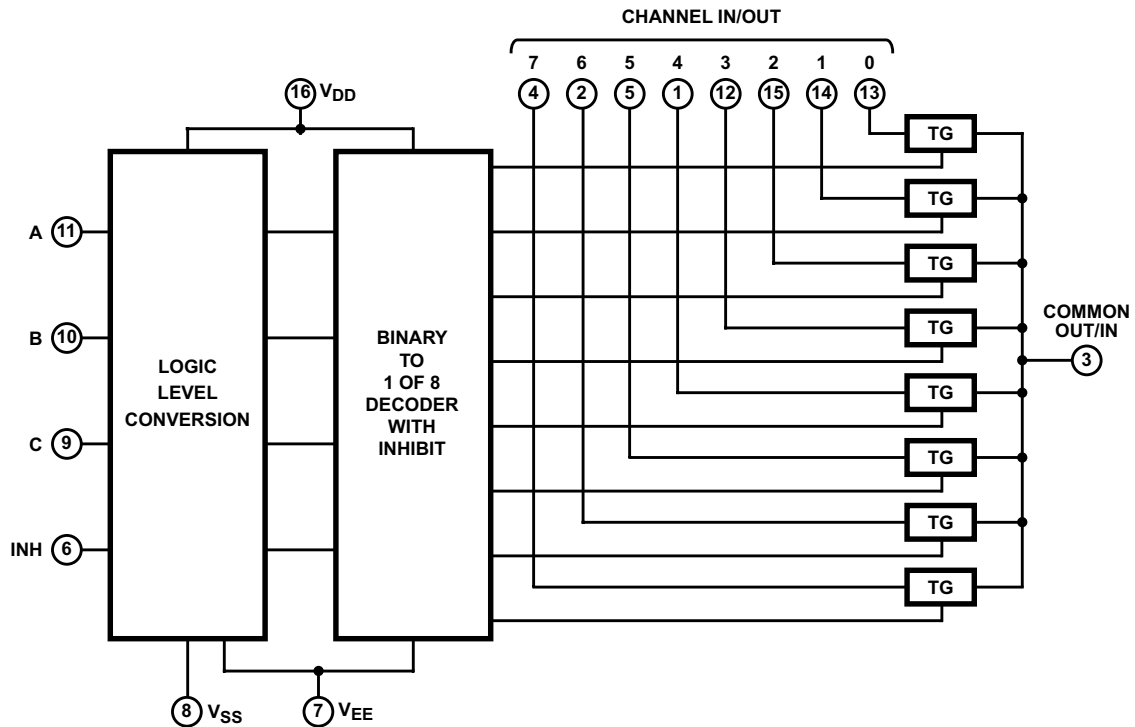 CHANNEL IN/OUT
7 6 5 4 3 2 1 0
4 2 5 1 12 15 14 13
16 VDD
TG
TG
TG
TG
TG
TG
TG
TG
A 11
B 10
C 9
INH 6
LOGIC
LEVEL
CONVERSION
BINARY
TO
1 OF 8
DECODER
WITH
INHIBIT
COMMON
OUT/IN
3
8 VSS
7 VEE